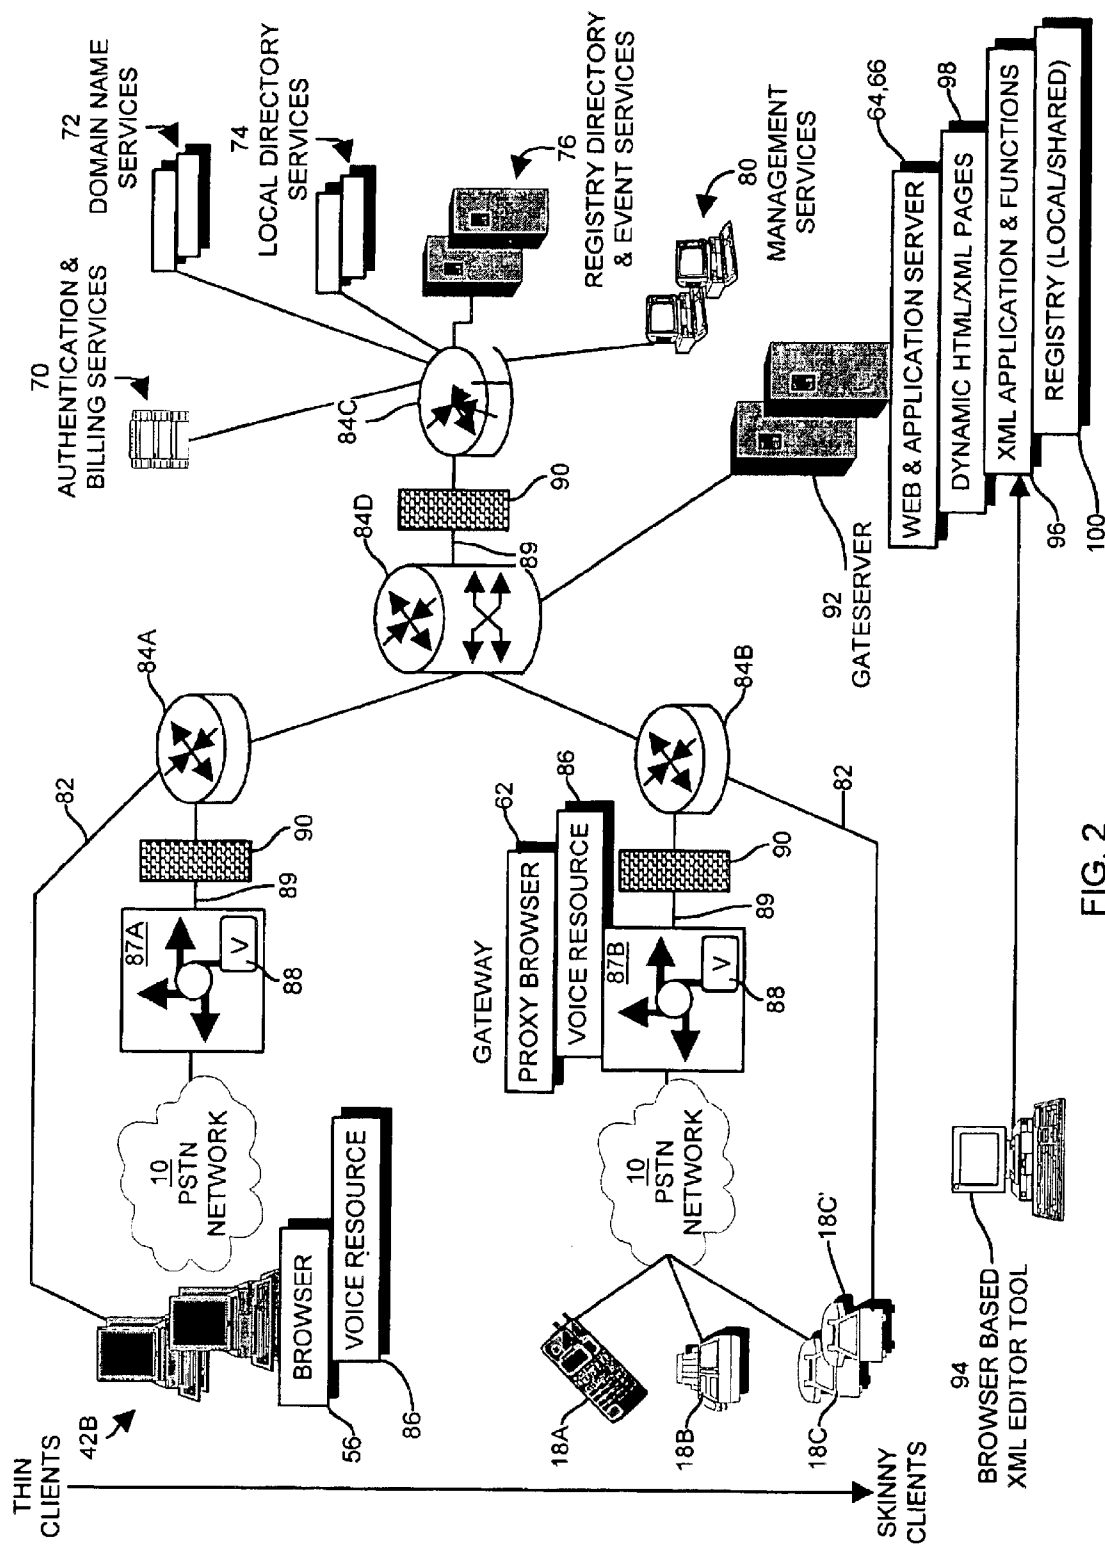 THIN
CLIENTS
42B
56
86
BROWSER
VOICE RESOURCE
10
PSTN
NETWORK
82
87A
V
88
89
90
84A
84D
89
90
84C
70
AUTHENTICATION &
BILLING SERVICES
72
DOMAIN NAME
SERVICES
74
LOCAL DIRECTORY
SERVICES
76
REGISTRY DIRECTORY
& EVENT SERVICES
80
MANAGEMENT
SERVICES
18A
18B
18C
18C'
10
PSTN
NETWORK
GATEWAY
PROXY BROWSER
VOICE RESOURCE
62
86
87B
V
88
89
90
84B
82
92
GATESERVER
64,66
WEB & APPLICATION SERVER
98
DYNAMIC HTML/XML PAGES
XML APPLICATION & FUNCTIONS
REGISTRY (LOCAL/SHARED)
96
100
SKINNY
CLIENTS
94
BROWSER BASED
XML EDITOR TOOL
FIG. 2